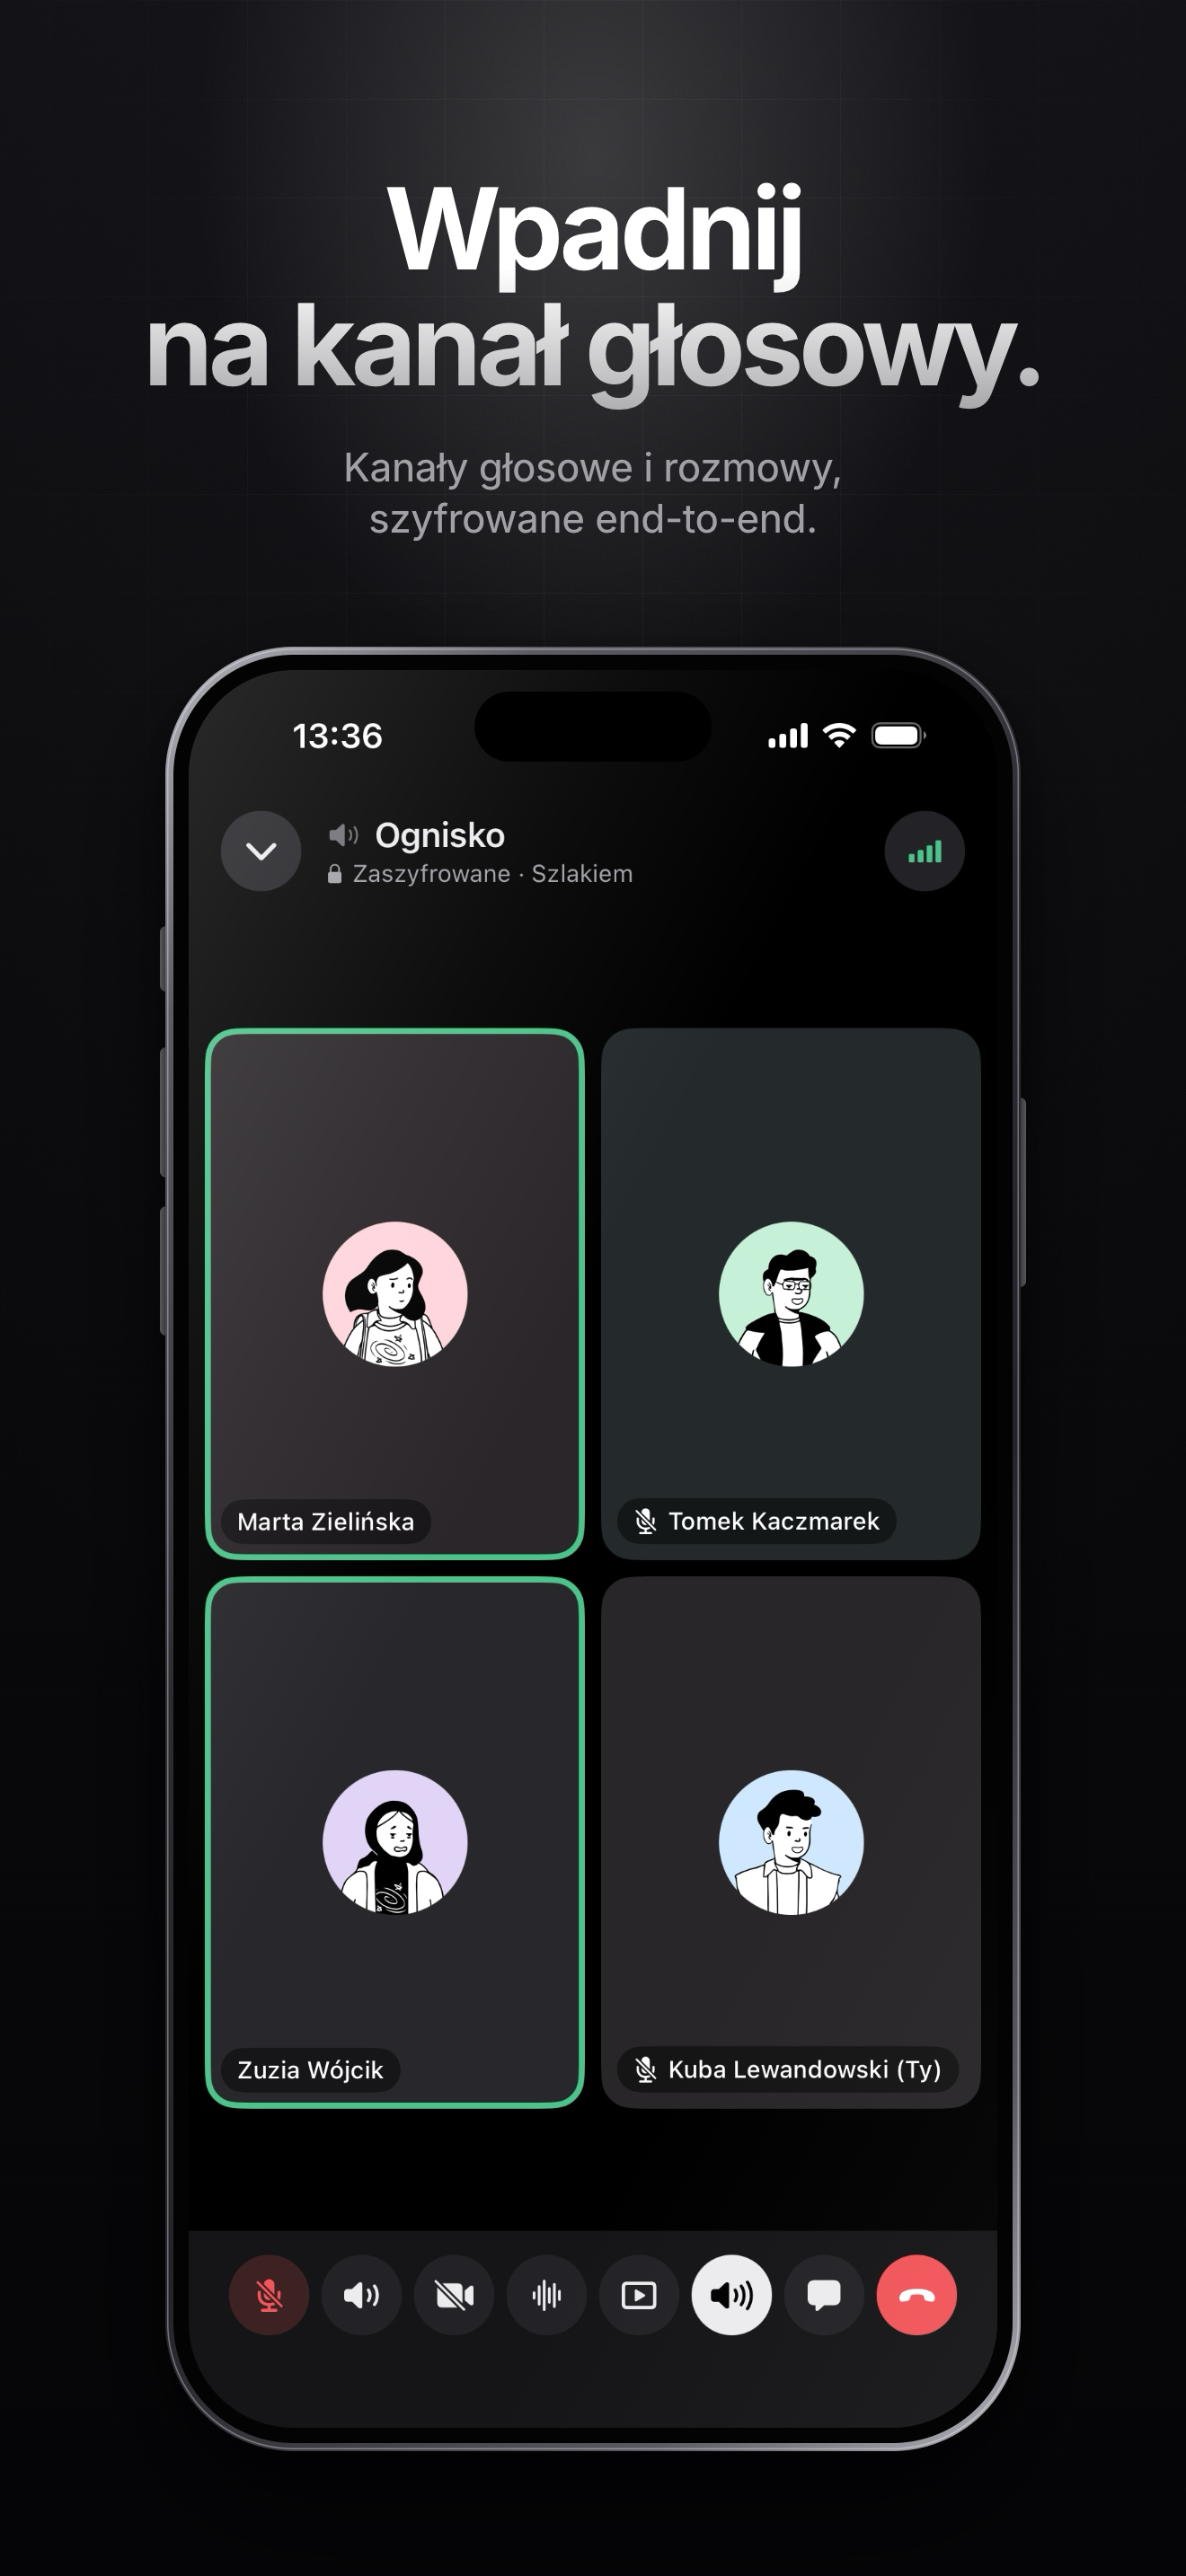 Wpadnij
na kanał głosowy.
Kanały głosowe i rozmowy,
szyfrowane end-to-end.
13:36
Ognisko
Zaszyfrowane · Szlakiem
Marta Zielińska
Tomek Kaczmarek
Zuzia Wójcik
Kuba Lewandowski (Ty)